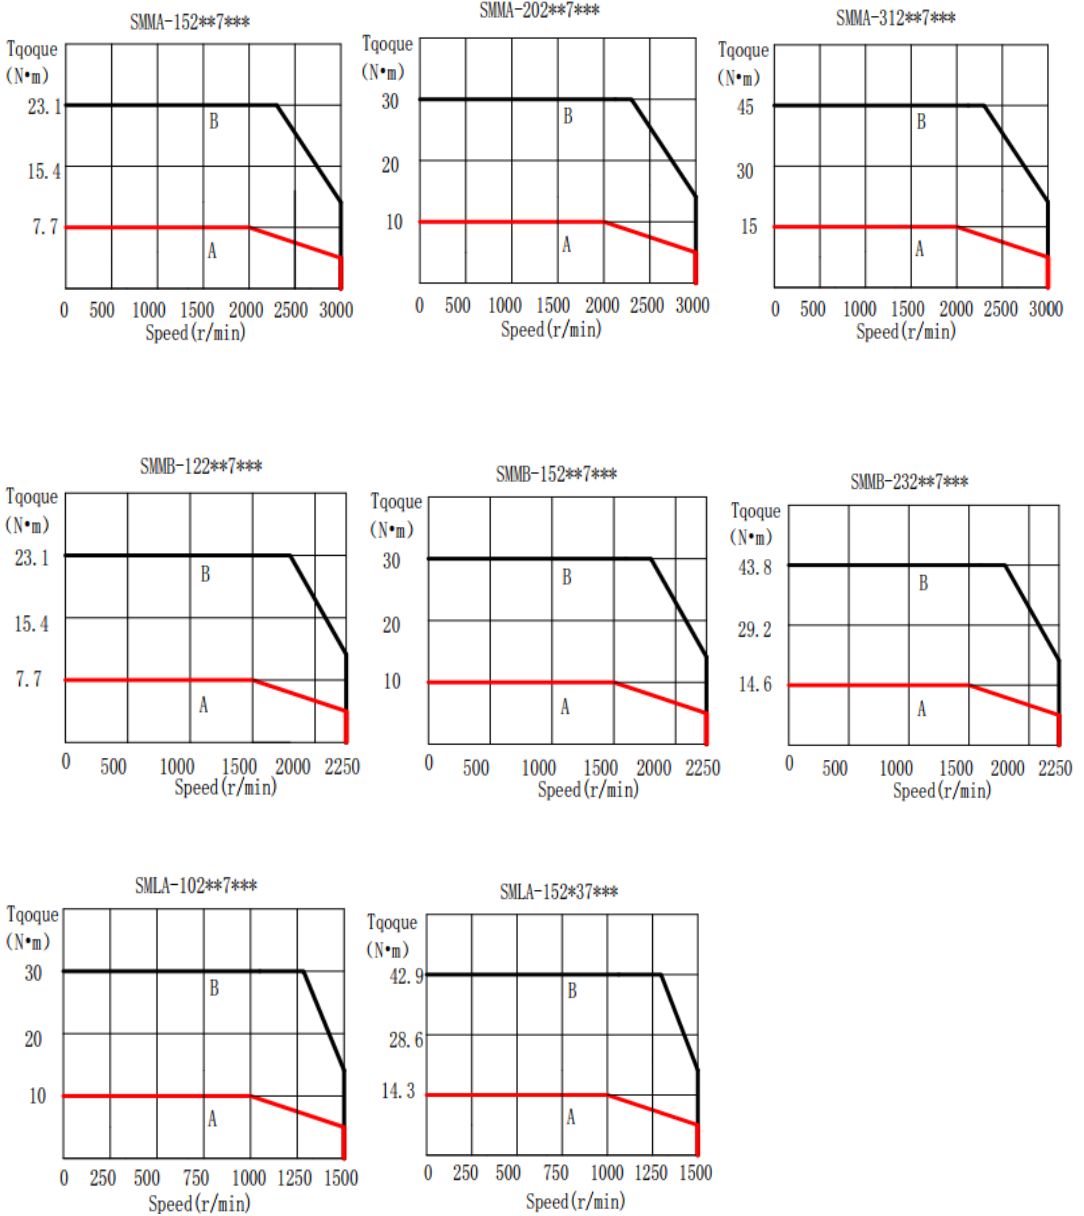 SMMA-152**7***
Tqoque
(N•m)
23.1
15.4
7.7
B
A
0 500 1000 1500 2000 2500 3000
Speed(r/min)
SMMA-202**7***
Tqoque
(N•m)
30
20
10
B
A
0 500 1000 1500 2000 2500 3000
Speed(r/min)
SMMA-312**7***
Tqoque
(N•m)
45
30
15
B
A
0 500 1000 1500 2000 2500 3000
Speed(r/min)
SMMB-122**7***
Tqoque
(N•m)
23.1
15.4
7.7
B
A
0 500 1000 1500 2000 2250
Speed(r/min)
SMMB-152**7***
Tqoque
(N•m)
30
20
10
B
A
0 500 1000 1500 2000 2250
Speed(r/min)
SMMB-232**7***
Tqoque
(N•m)
43.8
29.2
14.6
B
A
0 500 1000 1500 2000 2250
Speed(r/min)
SMLA-102**7***
Tqoque
(N•m)
30
20
10
B
A
0 250 500 750 1000 1250 1500
Speed(r/min)
SMLA-152*37***
Tqoque
(N•m)
42.9
28.6
14.3
B
A
0 250 500 750 1000 1250 1500
Speed(r/min)